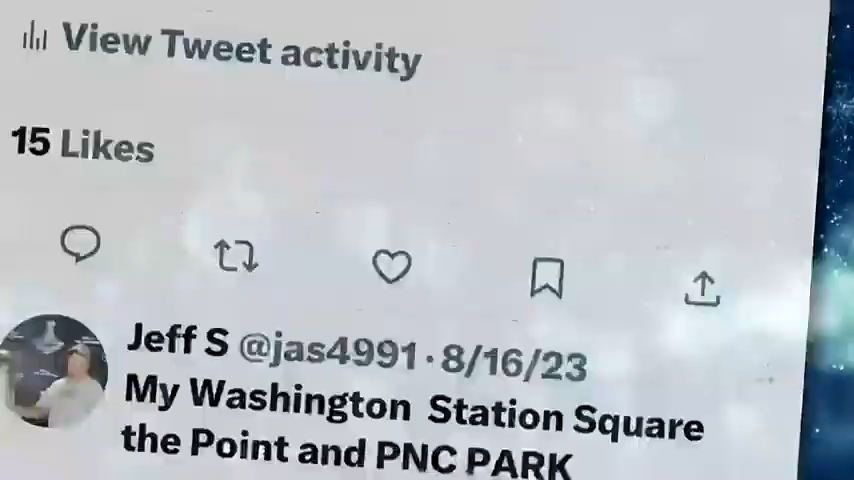 View Tweet activity
15 Likes
Jeff S @jas4991 · 8/16/23
My Washington Station Square
the Point and PNC PARK